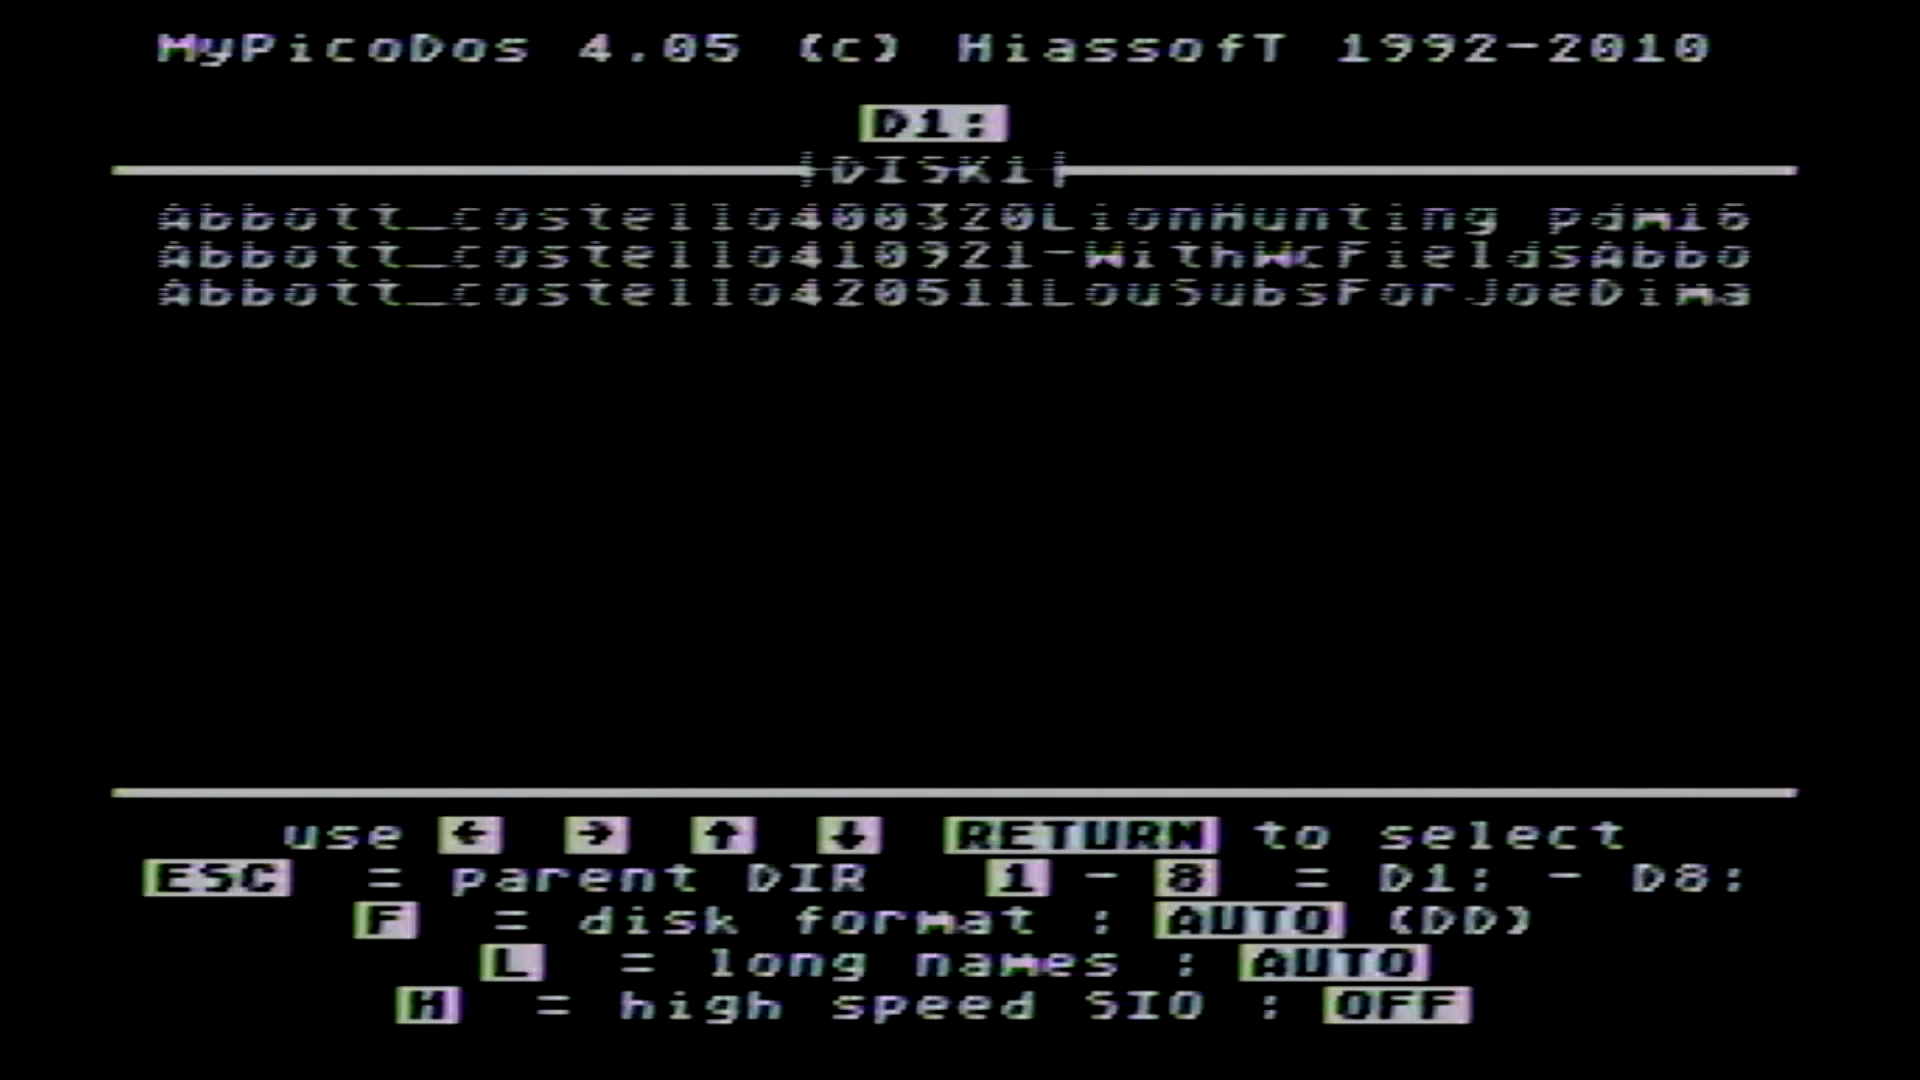 MyPicoDos 4.05 (c) HiassofT 1992-2010
D1:
DISK1
Abbott_costello400320LionHunting pdm16
Abbott_costello410921-WithWCFieldsAbbo
Abbott_costello420511LouSubsForJoeDima
use ← → ↑ ↓ RETURN to select
ESC = parent DIR 1 - 8 = D1: - D8:
F = disk format : AUTO (DD)
L = long names : AUTO
H = high speed SIO : OFF